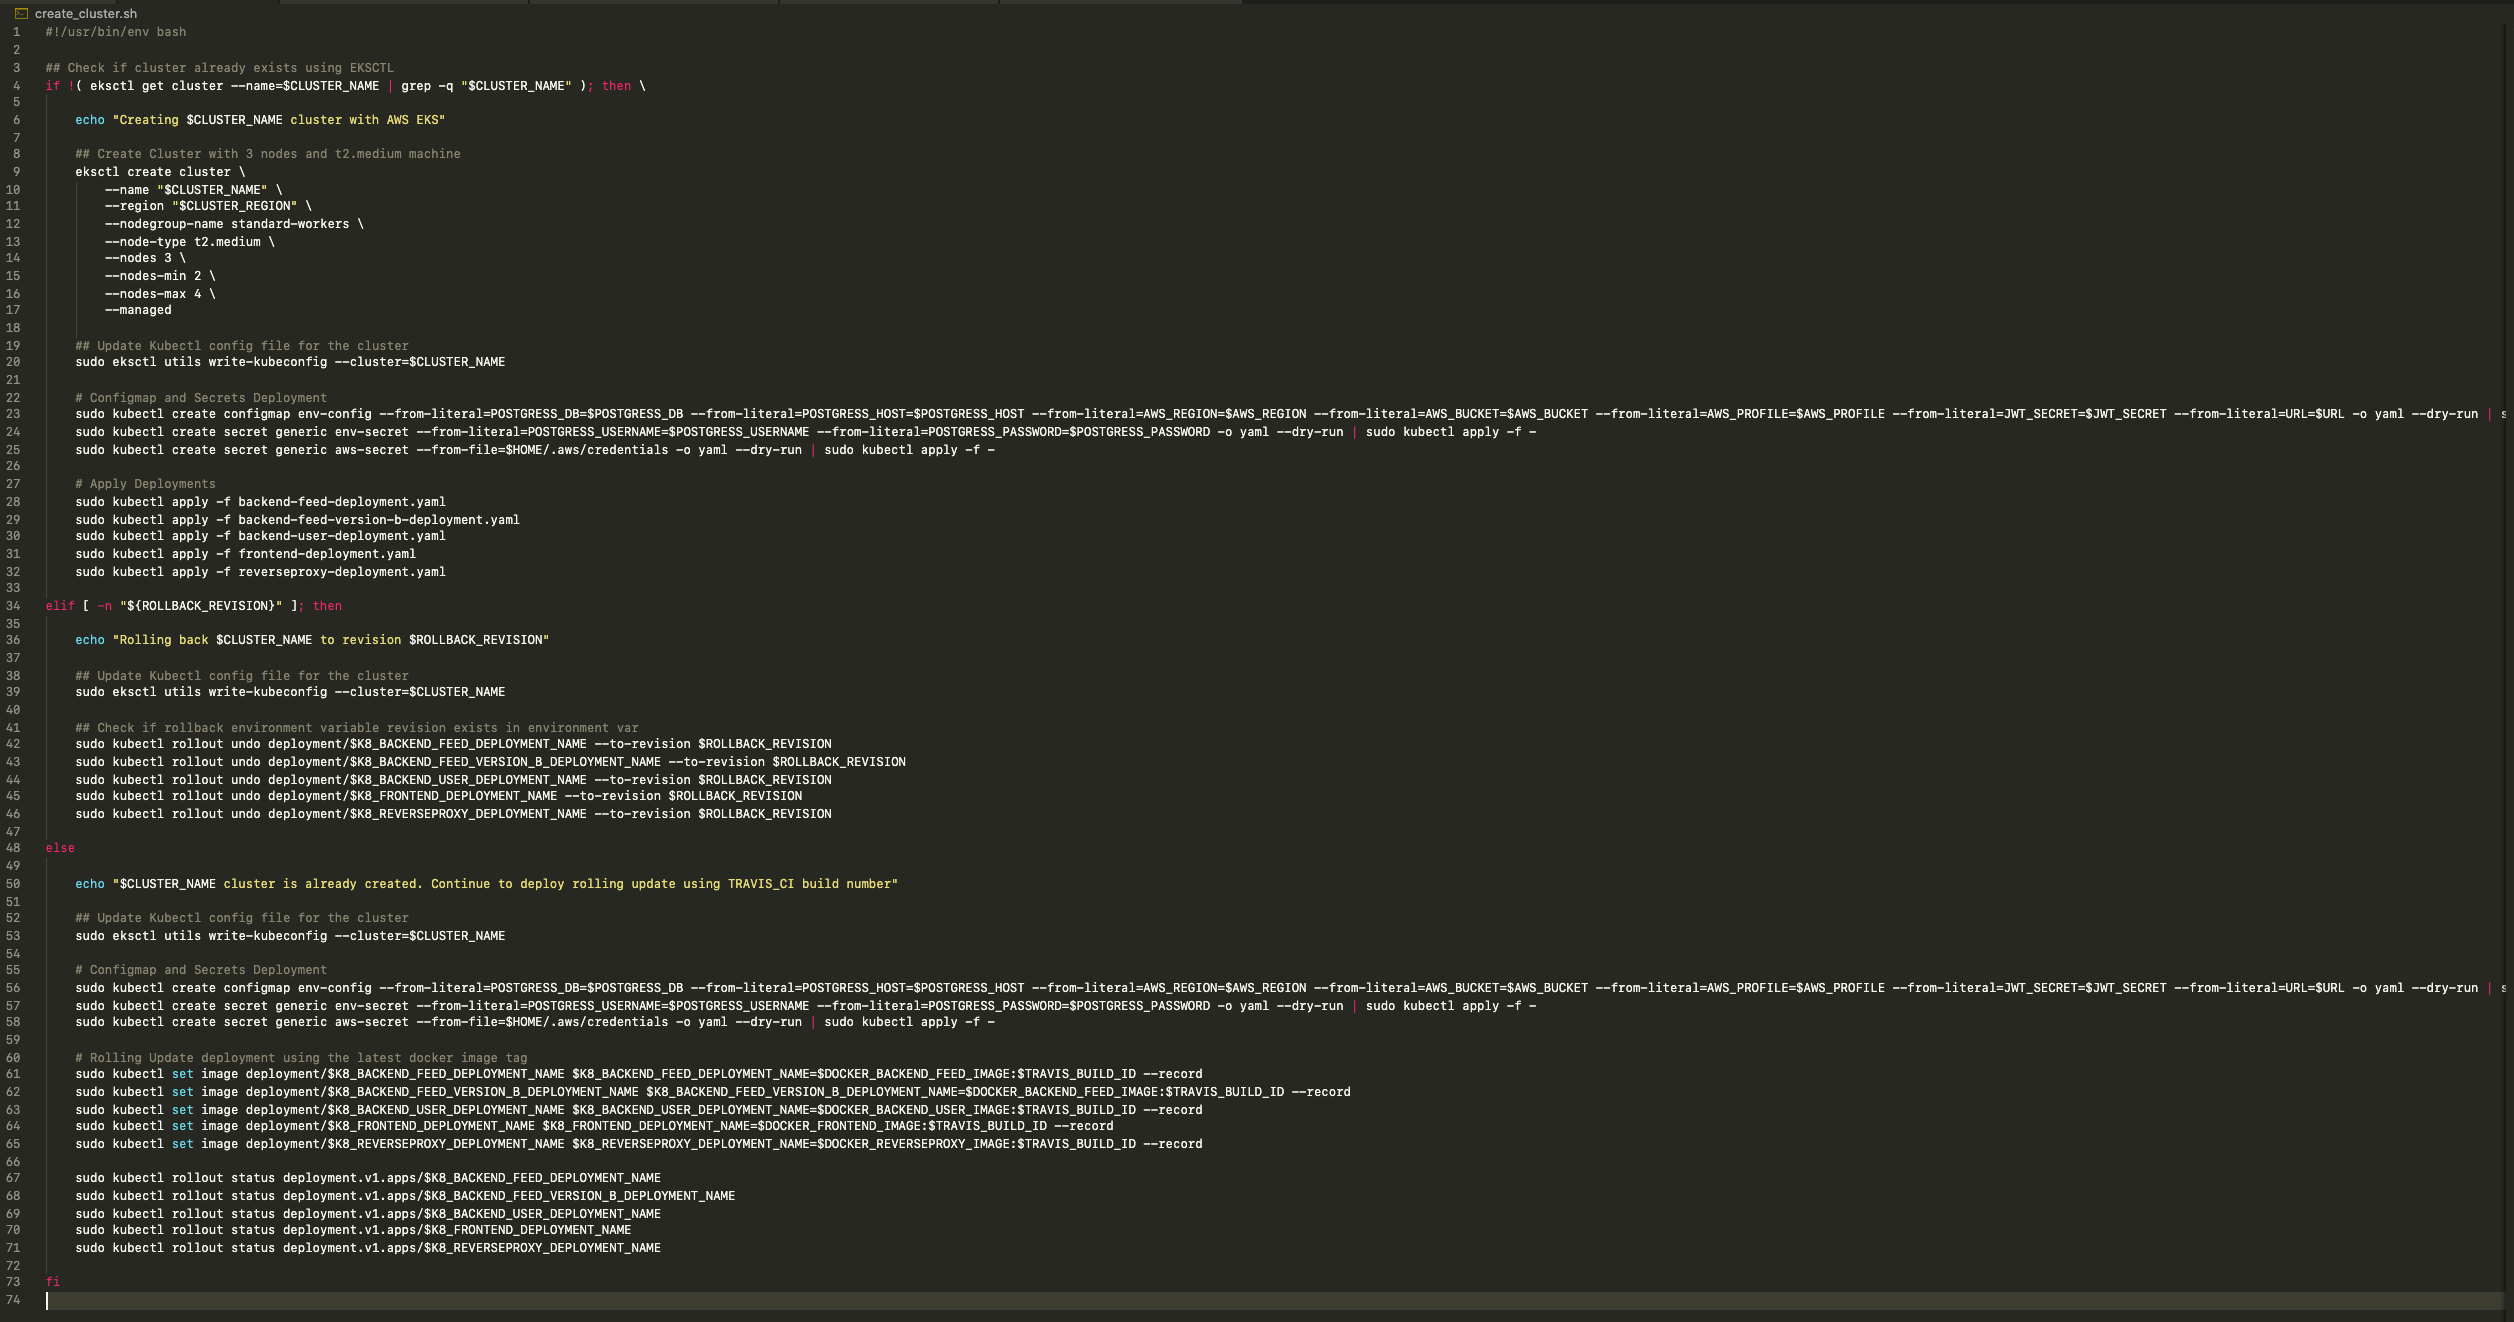 create_cluster.sh
1 #!/usr/bin/env bash
2
3 ## Check if cluster already exists using EKSCTL
4 if !( eksctl get cluster --name=$CLUSTER_NAME | grep -q "$CLUSTER_NAME" ); then \
5
6 echo "Creating $CLUSTER_NAME cluster with AWS EKS"
7
8 ## Create Cluster with 3 nodes and t2.medium machine
9 eksctl create cluster \
10 --name "$CLUSTER_NAME" \
11 --region "$CLUSTER_REGION" \
12 --nodegroup-name standard-workers \
13 --node-type t2.medium \
14 --nodes 3 \
15 --nodes-min 2 \
16 --nodes-max 4 \
17 --managed
18
19 ## Update Kubectl config file for the cluster
20 sudo eksctl utils write-kubeconfig --cluster=$CLUSTER_NAME
21
22 # Configmap and Secrets Deployment
23 sudo kubectl create configmap env-config --from-literal=POSTGRESS_DB=$POSTGRESS_DB --from-literal=POSTGRESS_HOST=$POSTGRESS_HOST --from-literal=AWS_REGION=$AWS_REGION --from-literal=AWS_BUCKET=$AWS_BUCKET --from-literal=AWS_PROFILE=$AWS_PROFILE --from-literal=JWT_SECRET=$JWT_SECRET --from-literal=URL=$URL -o yaml --dry-run | s
24 sudo kubectl create secret generic env-secret --from-literal=POSTGRESS_USERNAME=$POSTGRESS_USERNAME --from-literal=POSTGRESS_PASSWORD=$POSTGRESS_PASSWORD -o yaml --dry-run | sudo kubectl apply -f -
25 sudo kubectl create secret generic aws-secret --from-file=$HOME/.aws/credentials -o yaml --dry-run | sudo kubectl apply -f -
26
27 # Apply Deployments
28 sudo kubectl apply -f backend-feed-deployment.yaml
29 sudo kubectl apply -f backend-feed-version-b-deployment.yaml
30 sudo kubectl apply -f backend-user-deployment.yaml
31 sudo kubectl apply -f frontend-deployment.yaml
32 sudo kubectl apply -f reverseproxy-deployment.yaml
33
34 elif [ -n "${ROLLBACK_REVISION}" ]; then
35
36 echo "Rolling back $CLUSTER_NAME to revision $ROLLBACK_REVISION"
37
38 ## Update Kubectl config file for the cluster
39 sudo eksctl utils write-kubeconfig --cluster=$CLUSTER_NAME
40
41 ## Check if rollback environment variable revision exists in environment var
42 sudo kubectl rollout undo deployment/$K8_BACKEND_FEED_DEPLOYMENT_NAME --to-revision $ROLLBACK_REVISION
43 sudo kubectl rollout undo deployment/$K8_BACKEND_FEED_VERSION_B_DEPLOYMENT_NAME --to-revision $ROLLBACK_REVISION
44 sudo kubectl rollout undo deployment/$K8_BACKEND_USER_DEPLOYMENT_NAME --to-revision $ROLLBACK_REVISION
45 sudo kubectl rollout undo deployment/$K8_FRONTEND_DEPLOYMENT_NAME --to-revision $ROLLBACK_REVISION
46 sudo kubectl rollout undo deployment/$K8_REVERSEPROXY_DEPLOYMENT_NAME --to-revision $ROLLBACK_REVISION
47
48 else
49
50 echo "$CLUSTER_NAME cluster is already created. Continue to deploy rolling update using TRAVIS_CI build number"
51
52 ## Update Kubectl config file for the cluster
53 sudo eksctl utils write-kubeconfig --cluster=$CLUSTER_NAME
54
55 # Configmap and Secrets Deployment
56 sudo kubectl create configmap env-config --from-literal=POSTGRESS_DB=$POSTGRESS_DB --from-literal=POSTGRESS_HOST=$POSTGRESS_HOST --from-literal=AWS_REGION=$AWS_REGION --from-literal=AWS_BUCKET=$AWS_BUCKET --from-literal=AWS_PROFILE=$AWS_PROFILE --from-literal=JWT_SECRET=$JWT_SECRET --from-literal=URL=$URL -o yaml --dry-run | s
57 sudo kubectl create secret generic env-secret --from-literal=POSTGRESS_USERNAME=$POSTGRESS_USERNAME --from-literal=POSTGRESS_PASSWORD=$POSTGRESS_PASSWORD -o yaml --dry-run | sudo kubectl apply -f -
58 sudo kubectl create secret generic aws-secret --from-file=$HOME/.aws/credentials -o yaml --dry-run | sudo kubectl apply -f -
59
60 # Rolling Update deployment using the latest docker image tag
61 sudo kubectl set image deployment/$K8_BACKEND_FEED_DEPLOYMENT_NAME $K8_BACKEND_FEED_DEPLOYMENT_NAME=$DOCKER_BACKEND_FEED_IMAGE:$TRAVIS_BUILD_ID --record
62 sudo kubectl set image deployment/$K8_BACKEND_FEED_VERSION_B_DEPLOYMENT_NAME $K8_BACKEND_FEED_VERSION_B_DEPLOYMENT_NAME=$DOCKER_BACKEND_FEED_IMAGE:$TRAVIS_BUILD_ID --record
63 sudo kubectl set image deployment/$K8_BACKEND_USER_DEPLOYMENT_NAME $K8_BACKEND_USER_DEPLOYMENT_NAME=$DOCKER_BACKEND_USER_IMAGE:$TRAVIS_BUILD_ID --record
64 sudo kubectl set image deployment/$K8_FRONTEND_DEPLOYMENT_NAME $K8_FRONTEND_DEPLOYMENT_NAME=$DOCKER_FRONTEND_IMAGE:$TRAVIS_BUILD_ID --record
65 sudo kubectl set image deployment/$K8_REVERSEPROXY_DEPLOYMENT_NAME $K8_REVERSEPROXY_DEPLOYMENT_NAME=$DOCKER_REVERSEPROXY_IMAGE:$TRAVIS_BUILD_ID --record
66
67 sudo kubectl rollout status deployment.v1.apps/$K8_BACKEND_FEED_DEPLOYMENT_NAME
68 sudo kubectl rollout status deployment.v1.apps/$K8_BACKEND_FEED_VERSION_B_DEPLOYMENT_NAME
69 sudo kubectl rollout status deployment.v1.apps/$K8_BACKEND_USER_DEPLOYMENT_NAME
70 sudo kubectl rollout status deployment.v1.apps/$K8_FRONTEND_DEPLOYMENT_NAME
71 sudo kubectl rollout status deployment.v1.apps/$K8_REVERSEPROXY_DEPLOYMENT_NAME
72
73 fi
74